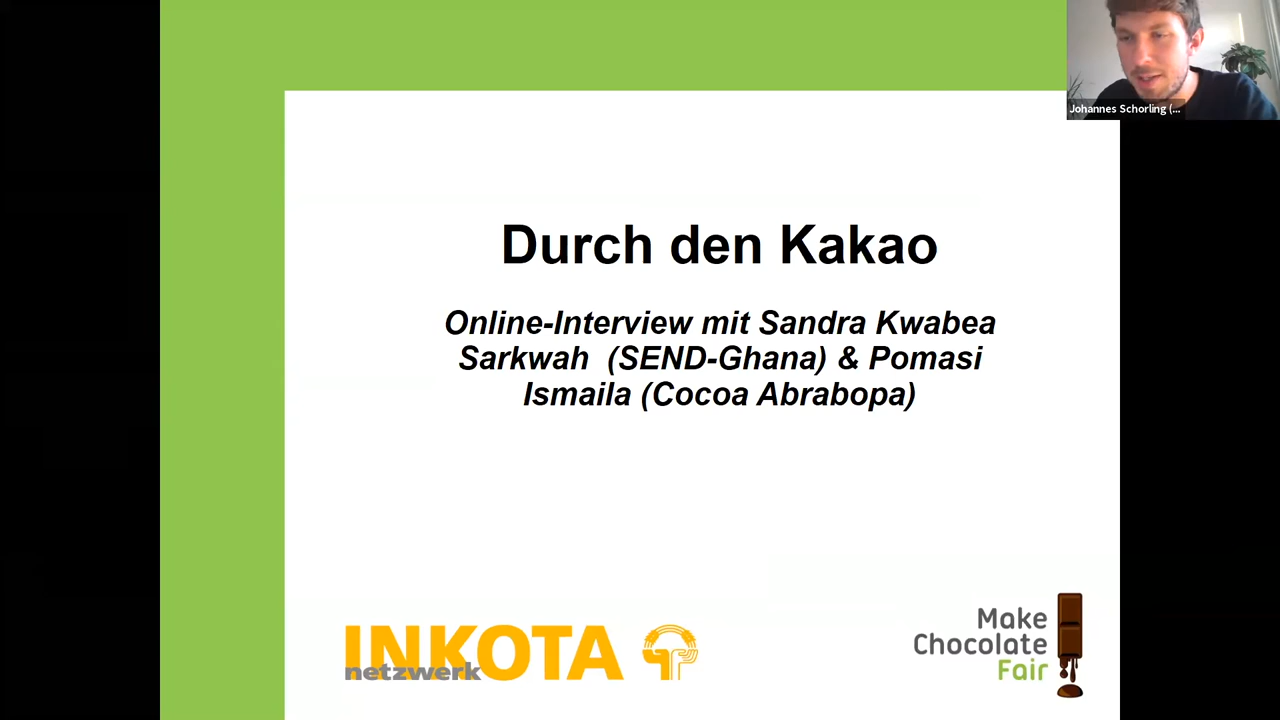 Johannes Schorling (...
Durch den Kakao
Online-Interview mit Sandra Kwabea
Sarkwah (SEND-Ghana) & Pomasi
Ismaila (Cocoa Abrabopa)
INKOTA
netzwerk
Make
Chocolate
Fair